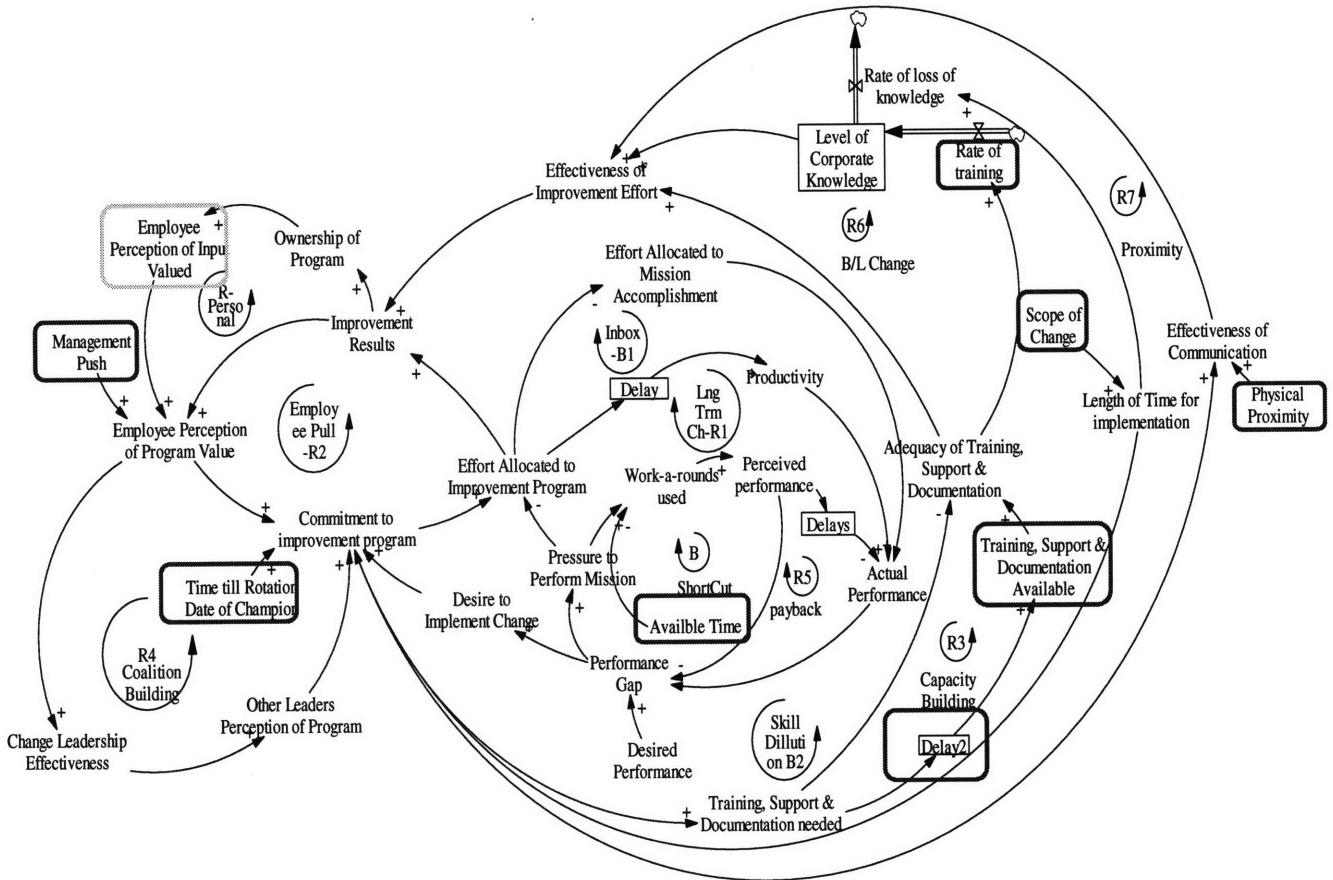 Rate of loss of
knowledge
Level of
Corporate
Knowledge
Rate of
training
Effectiveness of
Improvement Effort
R7
Proximity
R6
B/L Change
Employee
Perception of Inpu
Valued
Ownership of
Program
Effort Allocated to
Mission
Accomplishment
R-
Perso
nal
Management
Push
Improvement
Results
Inbox
-B1
Scope of
Change
Effectiveness of
Communication
Delay
Productivity
Physical
Proximity
Length of Time for
implementation
Lng
Trm
Ch-R1
Employ
ee Pull
-R2
Employee Perception
of Program Value
Adequacy of Training,
Support &
Documentation
Effort Allocated to
Improvement Program
Work-a-rounds
used
Perceived
performance
Delays
Commitment to
improvement program
Training, Support &
Documentation
Available
Pressure to
Perform Mission
B
ShortCut
R5
payback
Actual
Performance
Time till Rotation
Date of Champion
Desire to
Implement Change
Availble Time
R3
Capacity
Building
R4
Coalition
Building
Performance
Gap
Other Leaders
Perception of Program
Skill
Dilluti
on B2
Delay2
Change Leadership
Effectiveness
Desired
Performance
Training, Support &
Documentation needed